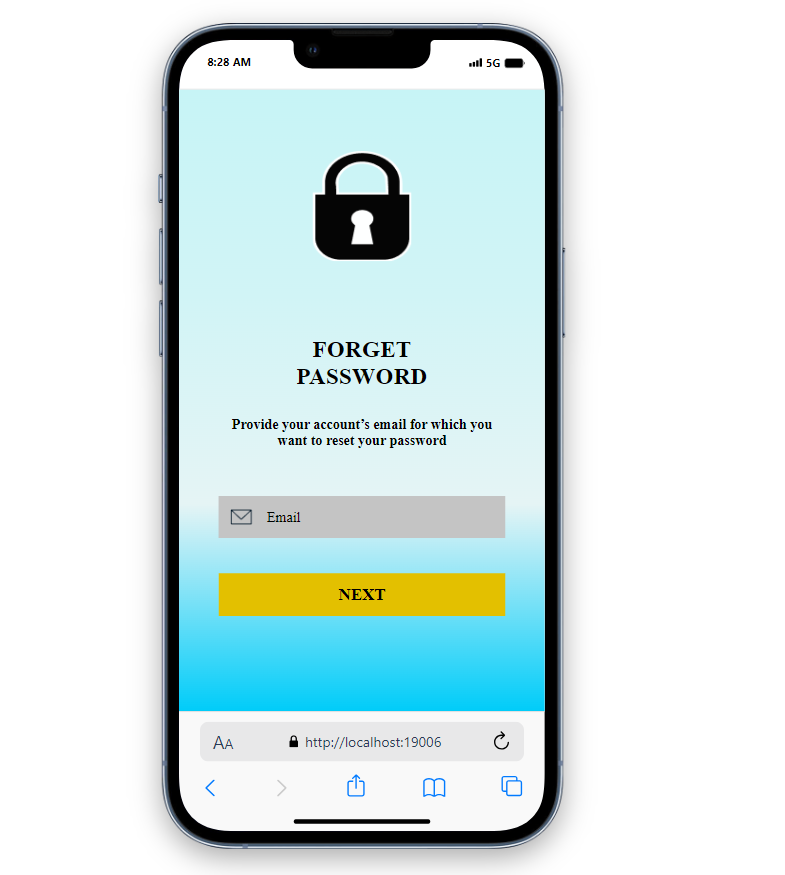 8:28 AM 5G
FORGET
PASSWORD
Provide your account’s email for which you
want to reset your password
Email
NEXT
AA http://localhost:19006